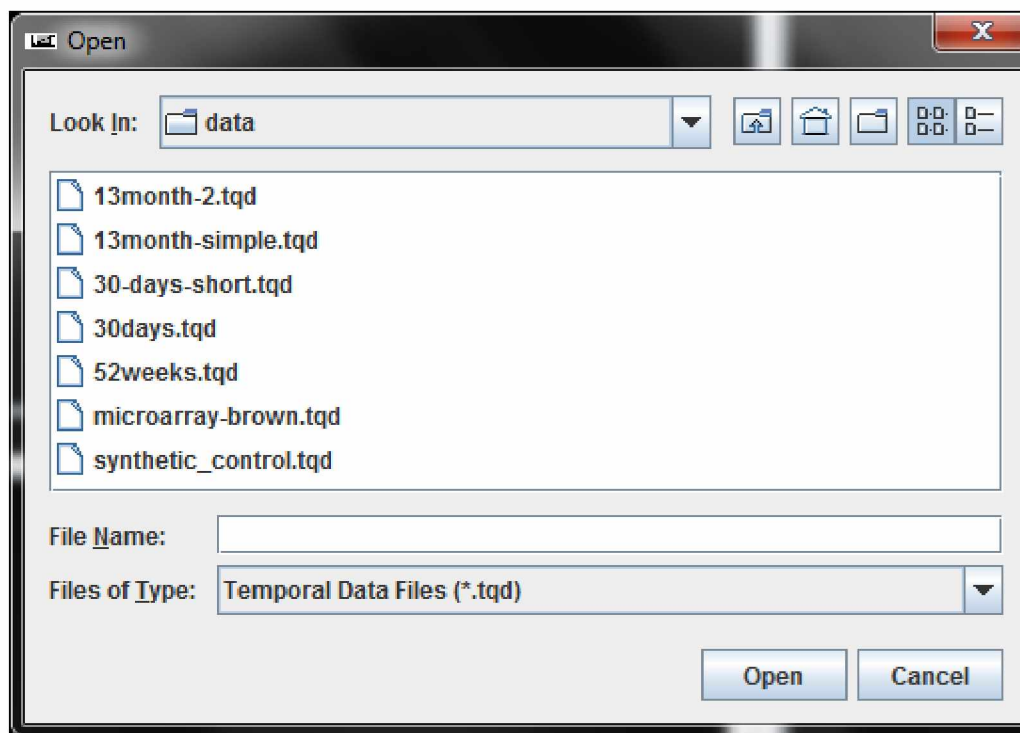 Open
X
Look In: data
13month-2.tqd
13month-simple.tqd
30-days-short.tqd
30days.tqd
52weeks.tqd
microarray-brown.tqd
synthetic_control.tqd
File Name:
Files of Type: Temporal Data Files (*.tqd)
Open Cancel